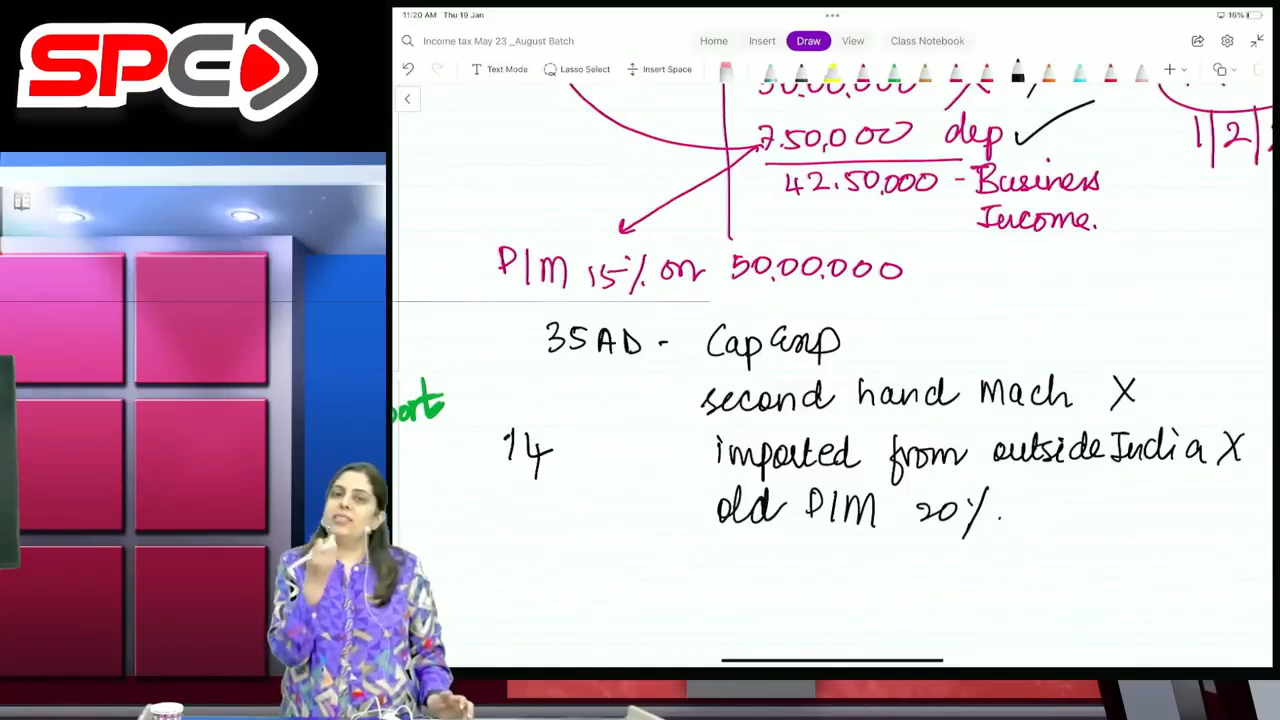 SPE
11:20 AM Thu 19 Jan
16%
Income tax May 23 _August Batch
Home Insert Draw View Class Notebook
Text Mode Lasso Select Insert Space
7.50,000 dep ✓
42.50,000 - Business
Income.
1|2|
P/M 15% on 50,00,000
35AD - Cap Exp
second hand Mach X
14
imported from outside India X
old P/M 20%.